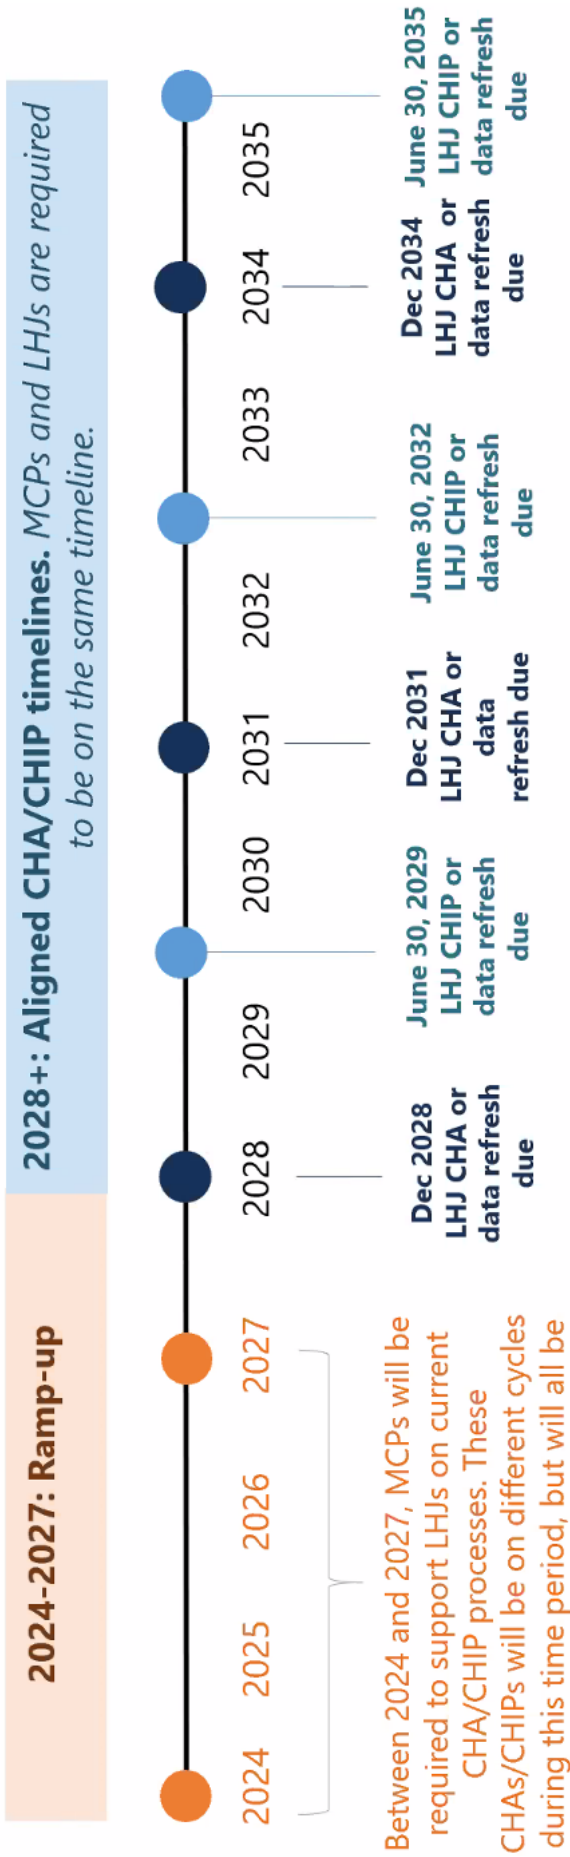 2024-2027: Ramp-up
2028+: Aligned CHA/CHIP timelines. MCPs and LHJs are required
to be on the same timeline.
2024
2025
2026
2027
2028
2029
2030
2031
2032
2033
2034
2035
Between 2024 and 2027, MCPs will be
required to support LHJs on current
CHA/CHIP processes. These
CHAs/CHIPs will be on different cycles
during this time period, but will all be
Dec 2028
LHJ CHA or
data refresh
due
June 30, 2029
LHJ CHIP or
data refresh
due
Dec 2031
LHJ CHA or
data
refresh due
June 30, 2032
LHJ CHIP or
data refresh
due
Dec 2034
LHJ CHA or
data refresh
due
June 30, 2035
LHJ CHIP or
data refresh
due